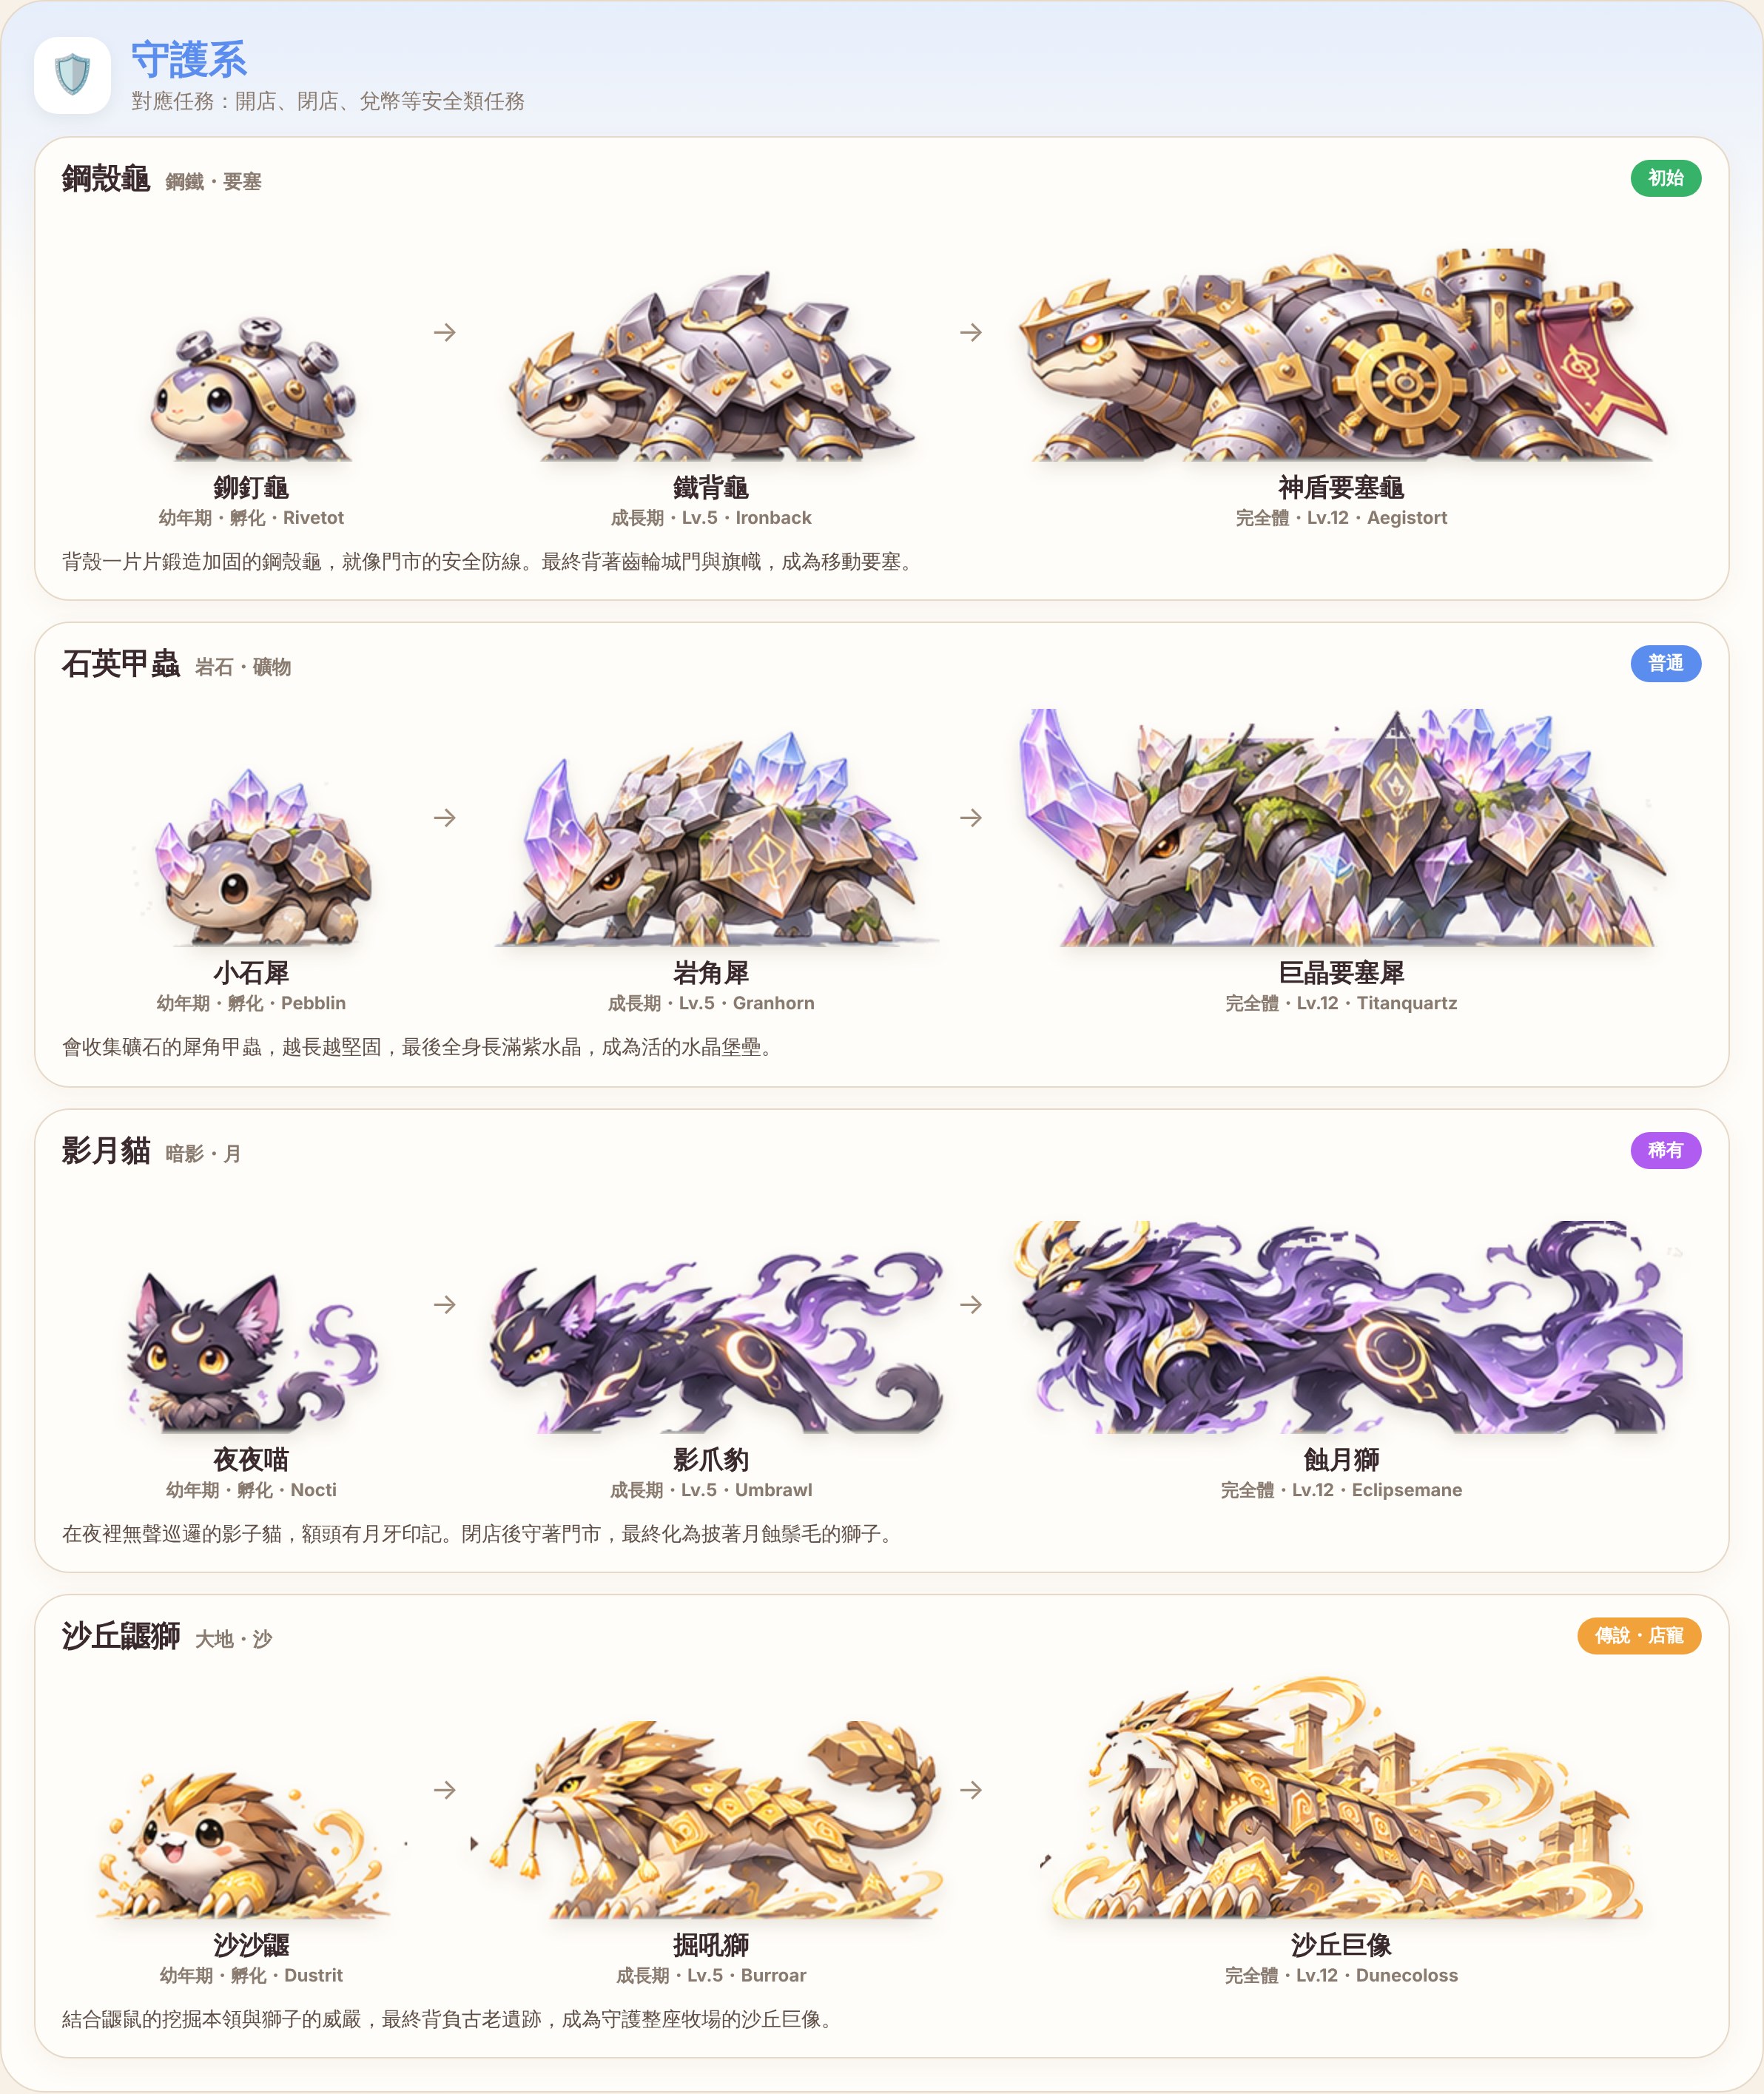 守護系
對應任務：開店、閉店、兌幣等安全類任務
鋼殼龜 鋼鐵・要塞 初始
→ →
鉚釘龜 鐵背龜 神盾要塞龜
幼年期・孵化・Rivetot 成長期・Lv.5・Ironback 完全體・Lv.12・Aegistort
背殼一片片鍛造加固的鋼殼龜，就像門市的安全防線。最終背著齒輪城門與旗幟，成為移動要塞。
石英甲蟲 岩石・礦物 普通
→ →
小石犀 岩角犀 巨晶要塞犀
幼年期・孵化・Pebblin 成長期・Lv.5・Granhorn 完全體・Lv.12・Titanquartz
會收集礦石的犀角甲蟲，越長越堅固，最後全身長滿紫水晶，成為活的水晶堡壘。
影月貓 暗影・月 稀有
→ →
夜夜喵 影爪豹 蝕月獅
幼年期・孵化・Nocti 成長期・Lv.5・Umbrawl 完全體・Lv.12・Eclipsemane
在夜裡無聲巡邏的影子貓，額頭有月牙印記。閉店後守著門市，最終化為披著月蝕鬃毛的獅子。
沙丘鼴獅 大地・沙 傳說・店寵
→ →
沙沙鼴 掘吼獅 沙丘巨像
幼年期・孵化・Dustrit 成長期・Lv.5・Burroar 完全體・Lv.12・Dunecoloss
結合鼴鼠的挖掘本領與獅子的威嚴，最終背負古老遺跡，成為守護整座牧場的沙丘巨像。